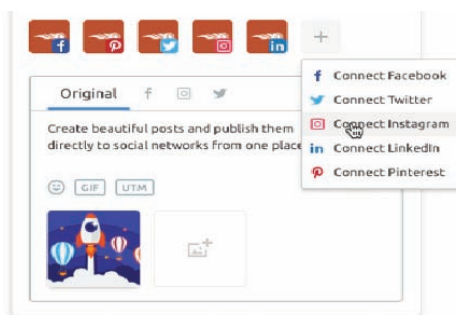 Original
Connect Facebook
Connect Twitter
Connect Instagram
Connect LinkedIn
Connect Pinterest
Create beautiful posts and publish them
directly to social networks from one place
GIF UTM